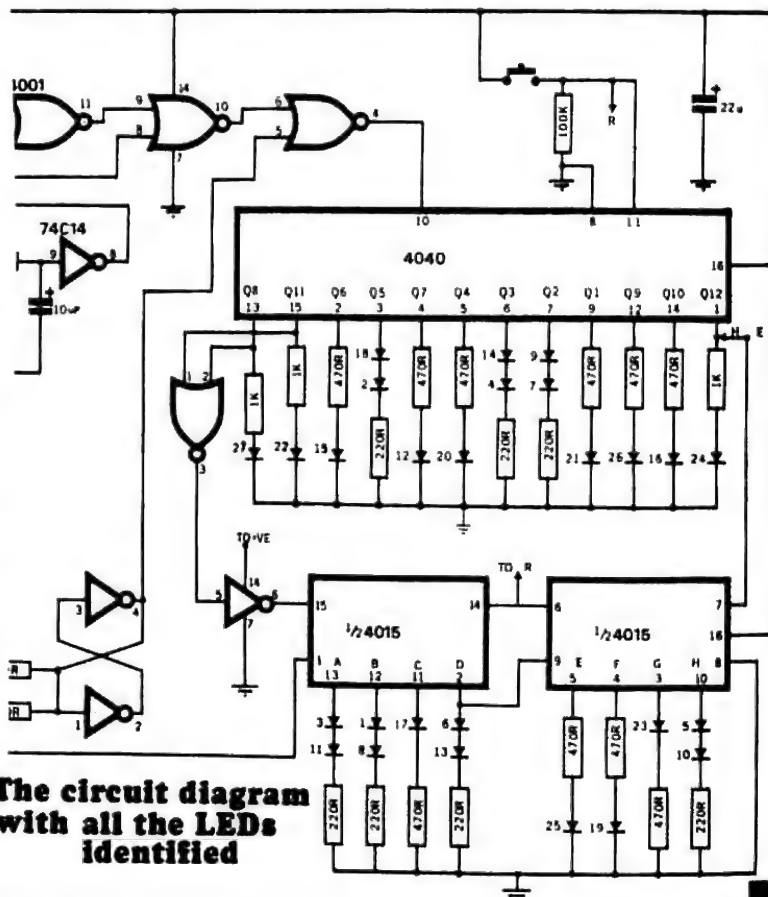 4001
11
9
8
14
10
7
6
5
4
100K
R
22u
74C14
9
8
10uF
10
8
11
4040
16
Q8 Q11 Q6 Q5 Q7 Q4 Q3 Q2 Q1 Q9 Q10 Q12
13 15 2 3 4 5 6 7 9 12 14 1
H E
1 2
3
1K
1K
470R
18
2
220R
470R
470R
14
4
220R
9
7
220R
470R
470R
470R
1K
27 22 15 12 20 21 26 16 24
TO+VE
5
14
6
7
15
1/2 4015
14
TO R
6
1/2 4015
7
16
1
9
8
A B C D
13 12 11 2
E F G H
5 4 3 10
3
4
1
2
3 1 17 6
11 8 13
220R 220R 470R 220R
470R 470R
23
5
10
470R 220R
25 19
The circuit diagram
with all the LEDs
identified